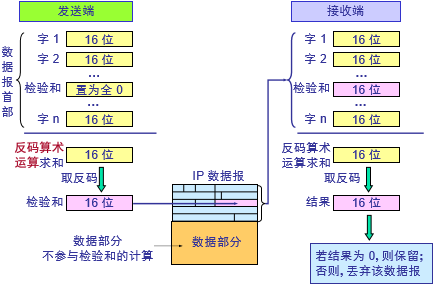 发送端
接收端
数据报首部
字 1
16 位
字 2
16 位
…
检验和
置为全 0
…
字 n
16 位
反码算术
运算求和
16 位
取反码
检验和
16 位
数据部分
不参与检验和的计算
IP 数据报
数据部分
字 1
16 位
字 2
16 位
…
检验和
16 位
…
字 n
16 位
反码算术
运算求和
16 位
取反码
结果
16 位
若结果为 0, 则保留;
否则, 丢弃该数据报